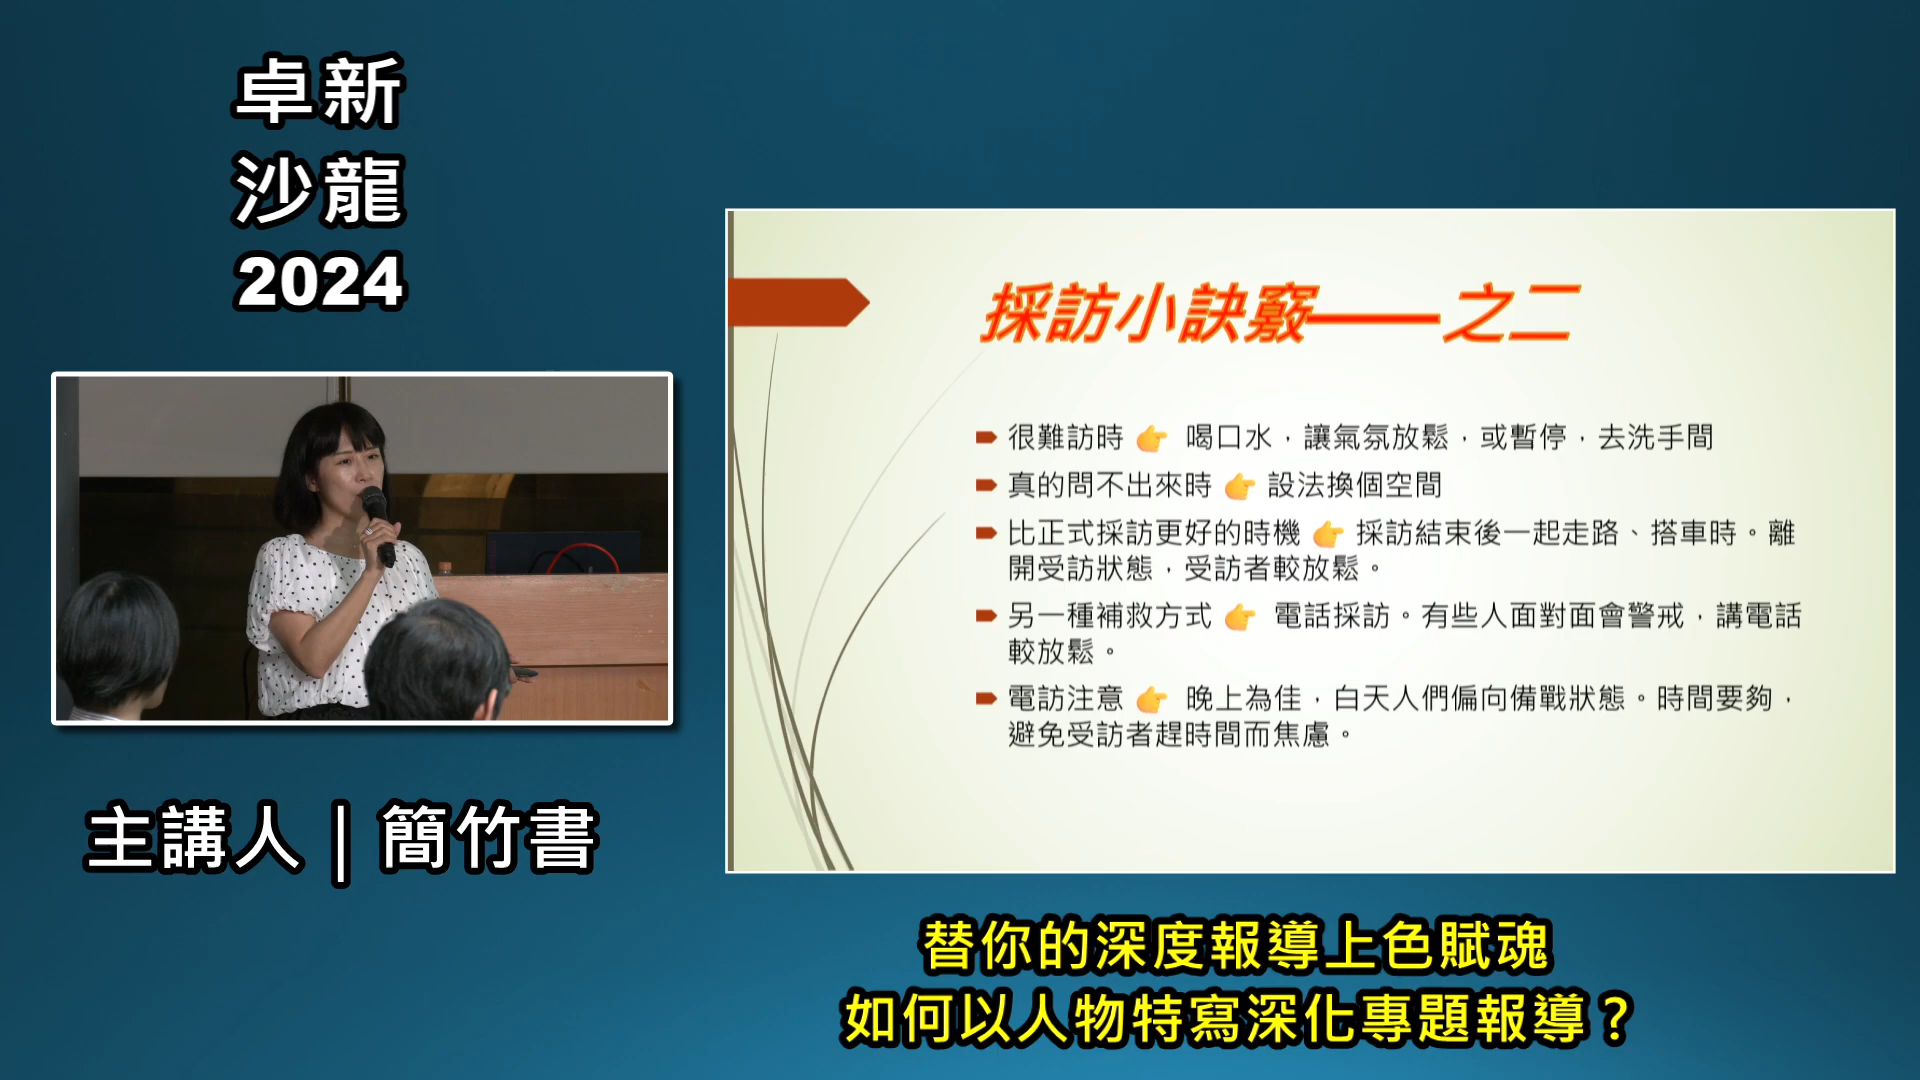 卓新
沙龍
2024
主講人｜簡竹書
採訪小訣竅——之二
很難訪時 👉 喝口水，讓氣氛放鬆，或暫停，去洗手間
真的問不出來時 👉 設法換個空間
比正式採訪更好的時機 👉 採訪結束後一起走路、搭車時。離
開受訪狀態，受訪者較放鬆。
另一種補救方式 👉 電話採訪。有些人面對面會警戒，講電話
較放鬆。
電訪注意 👉 晚上為佳，白天人們偏向備戰狀態。時間要夠，
避免受訪者趕時間而焦慮。
替你的深度報導上色賦魂
如何以人物特寫深化專題報導？